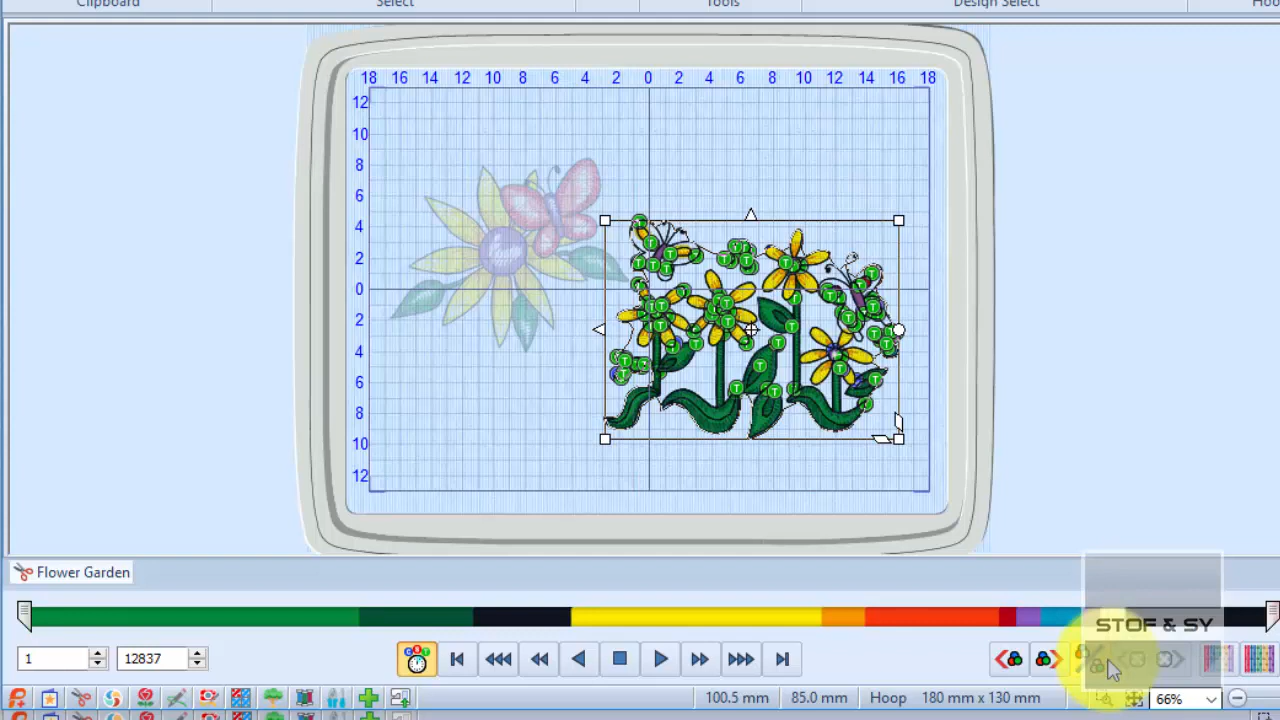 Clipboard Select Tools Design Select Hoo
18 16 14 12 10 8 6 4 2 0 2 4 6 8 10 12 14 16 18
12
10
8
6
4
2
0
2
4
6
8
10
12
Flower Garden
STOF & SY
1 12837
100.5 mm 85.0 mm Hoop 180 mm x 130 mm 66%